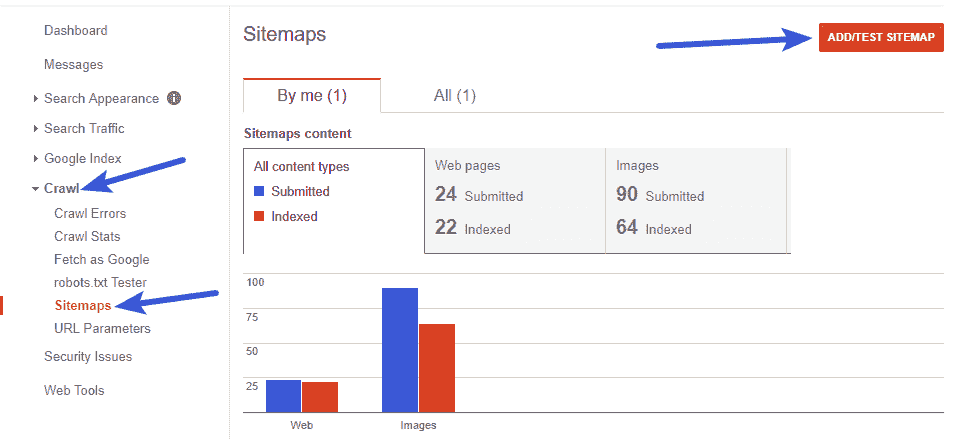 Dashboard
Messages
Search Appearance
Search Traffic
Google Index
Crawl
Crawl Errors
Crawl Stats
Fetch as Google
robots.txt Tester
Sitemaps
URL Parameters
Security Issues
Web Tools
Sitemaps
ADD/TEST SITEMAP
By me (1)
All (1)
Sitemaps content
All content types
Submitted
Indexed
Web pages
24 Submitted
22 Indexed
Images
90 Submitted
64 Indexed
100
75
50
25
Web
Images